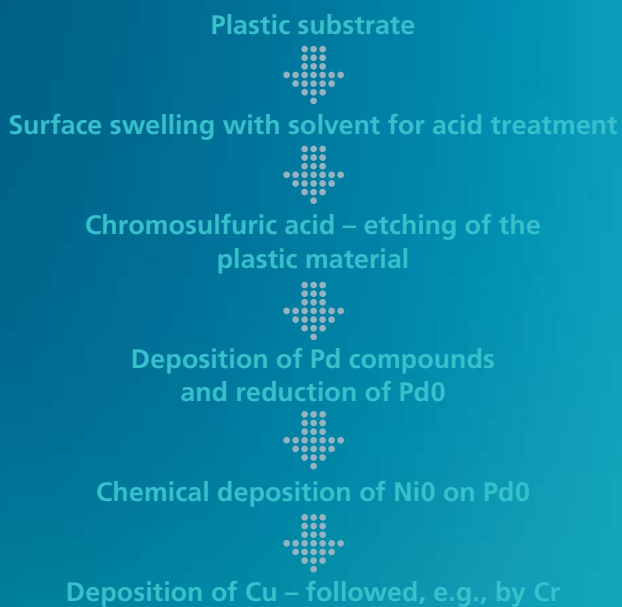 Plastic substrate
Surface swelling with solvent for acid treatment
Chromosulfuric acid – etching of the
plastic material
Deposition of Pd compounds
and reduction of Pd0
Chemical deposition of Ni0 on Pd0
Deposition of Cu – followed, e.g., by Cr